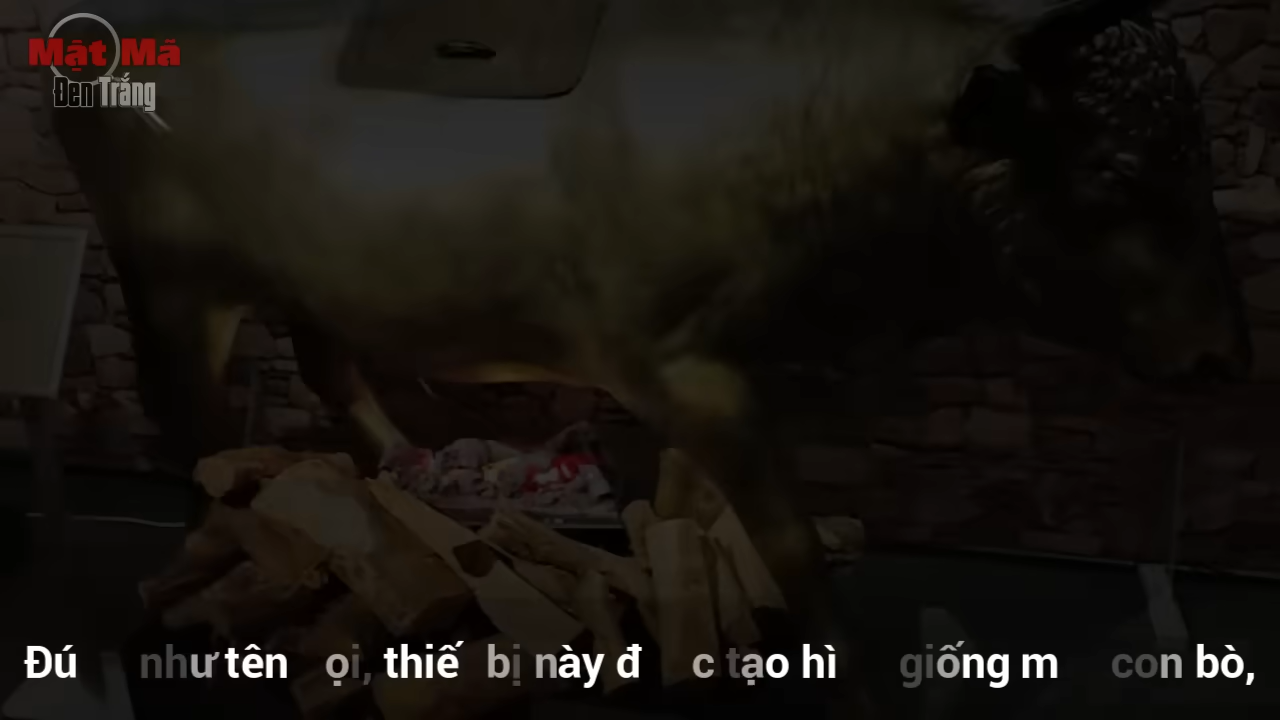 Mật Mã
Đen Trắng
Đú như tên ọi, thiế bị này đ c tạo hì giống m con bò,